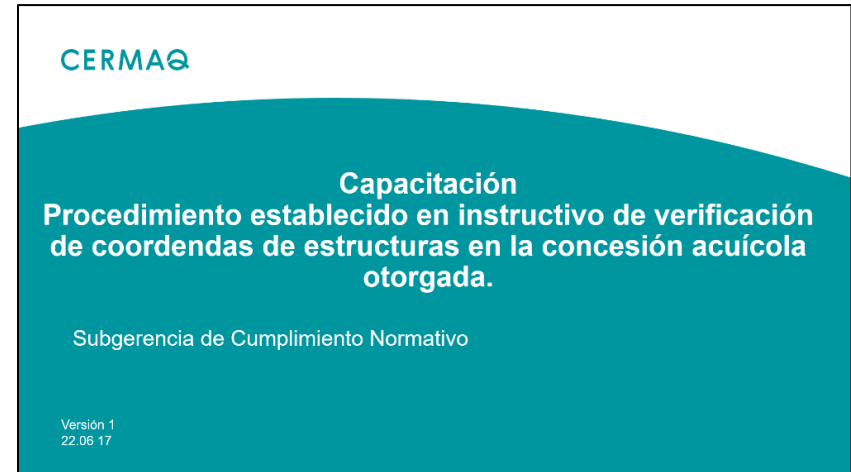 CERMAQ
Capacitación
Procedimiento establecido en instructivo de verificación
de coordendas de estructuras en la concesión acuícola
otorgada.
Subgerencia de Cumplimiento Normativo
Versión 1
22.06 17